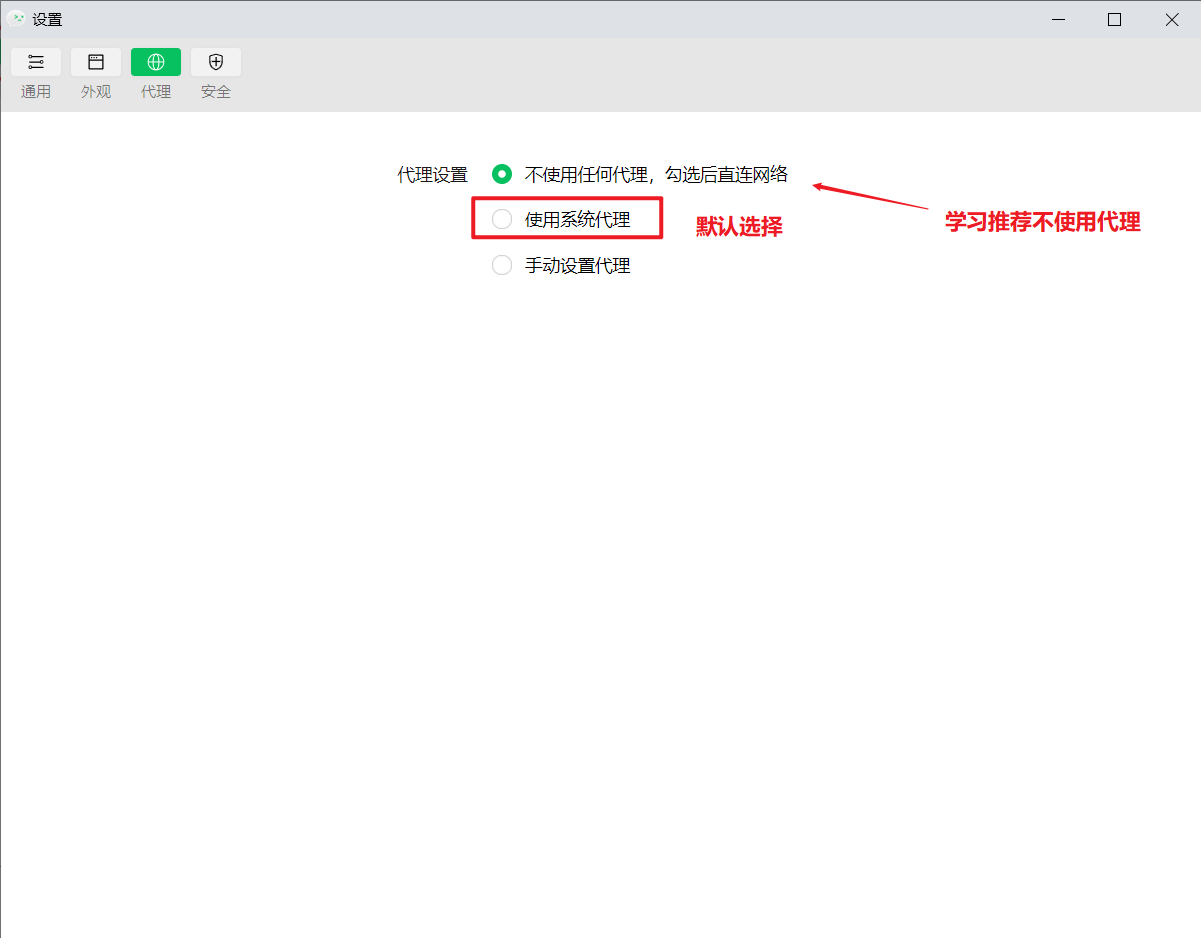 设置
通用 外观 代理 安全
代理设置 不使用任何代理，勾选后直连网络
使用系统代理 默认选择 学习推荐不使用代理
手动设置代理